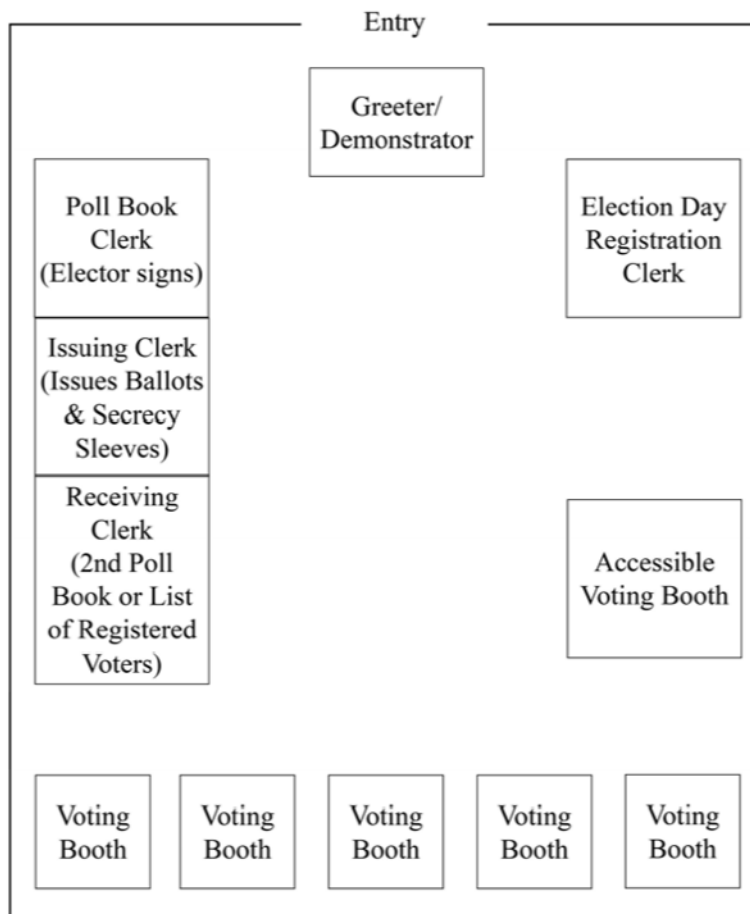 Entry
Greeter/
Demonstrator
Poll Book
Clerk
(Elector signs)
Election Day
Registration
Clerk
Issuing Clerk
(Issues Ballots
& Secrecy
Sleeves)
Receiving
Clerk
(2nd Poll
Book or List
of Registered
Voters)
Accessible
Voting Booth
Voting
Booth
Voting
Booth
Voting
Booth
Voting
Booth
Voting
Booth